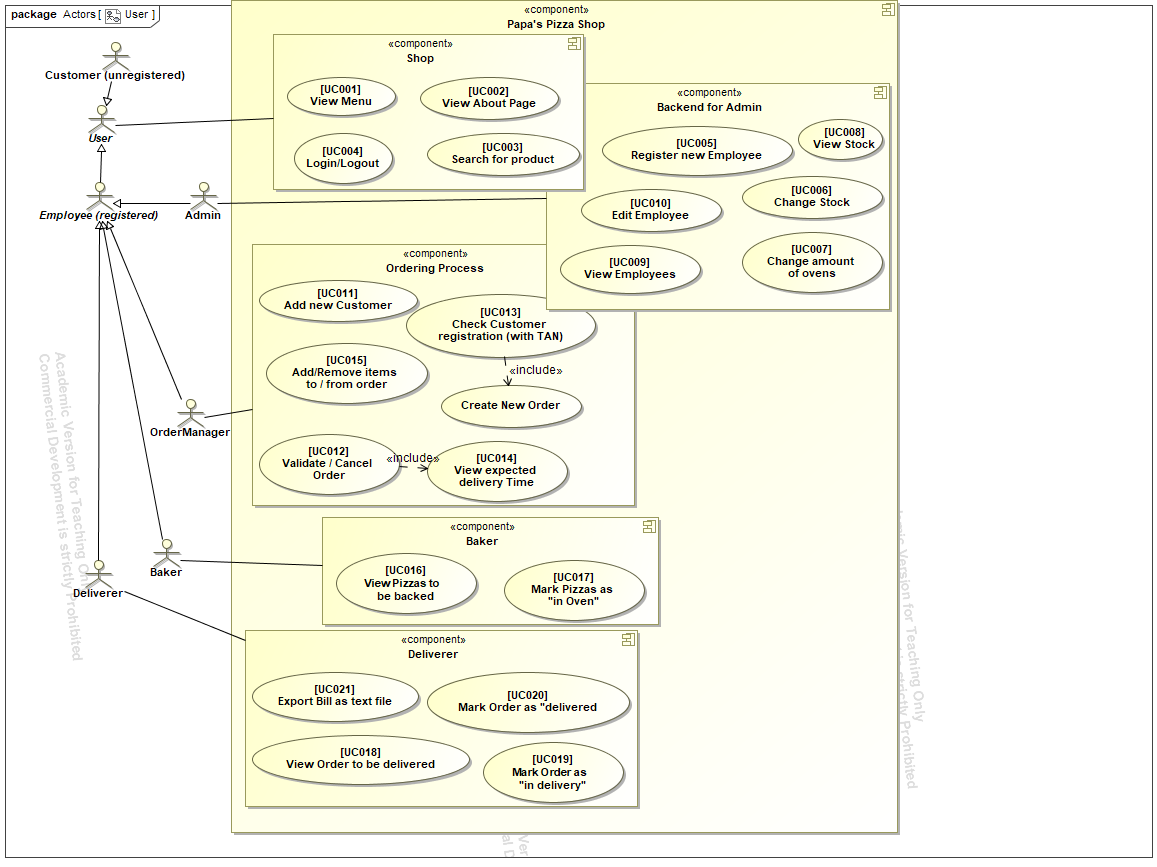 package Actors [ User ]
«component»
Papa's Pizza Shop
Customer (unregistered)
User
Employee (registered)
Admin
OrderManager
Baker
Deliverer
«component»
Shop
[UC001]
View Menu
[UC002]
View About Page
[UC004]
Login/Logout
[UC003]
Search for product
«component»
Backend for Admin
[UC005]
Register new Employee
[UC008]
View Stock
[UC010]
Edit Employee
[UC006]
Change Stock
[UC009]
View Employees
[UC007]
Change amount
of ovens
«component»
Ordering Process
[UC011]
Add new Customer
[UC013]
Check Customer
registration (with TAN)
[UC015]
Add/Remove items
to / from order
«include»
Create New Order
[UC012]
Validate / Cancel
Order
«include»
[UC014]
View expected
delivery Time
«component»
Baker
[UC016]
View Pizzas to
be backed
[UC017]
Mark Pizzas as
"in Oven"
«component»
Deliverer
[UC021]
Export Bill as text file
[UC020]
Mark Order as "delivered
[UC018]
View Order to be delivered
[UC019]
Mark Order as
"in delivery"
Academic Version for Teaching Only
Commercial Development is strictly Prohibited
Version for Teaching Only
strictly Prohibited